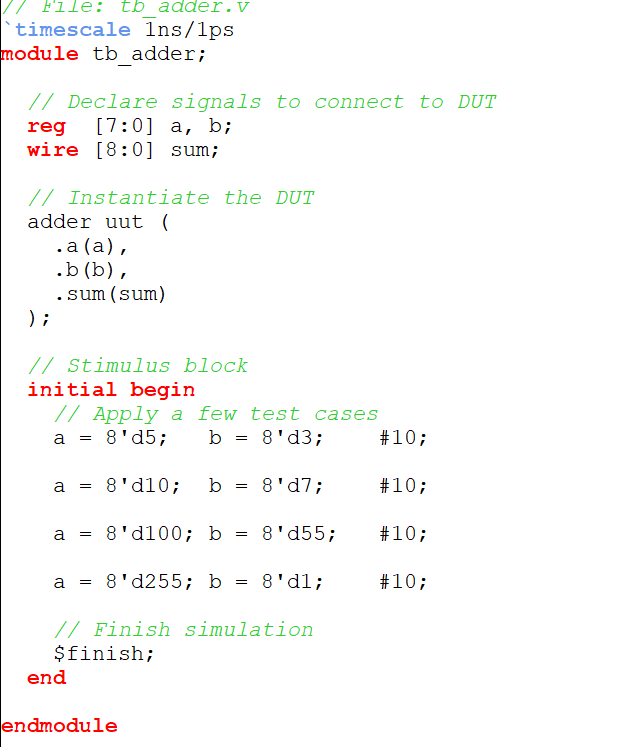 // File: tb_adder.v
`timescale 1ns/1ps
module tb_adder;
// Declare signals to connect to DUT
reg [7:0] a, b;
wire [8:0] sum;
// Instantiate the DUT
adder uut (
.a(a),
.b(b),
.sum(sum)
);
// Stimulus block
initial begin
// Apply a few test cases
a = 8'd5; b = 8'd3; #10;
a = 8'd10; b = 8'd7; #10;
a = 8'd100; b = 8'd55; #10;
a = 8'd255; b = 8'd1; #10;
// Finish simulation
$finish;
end
endmodule